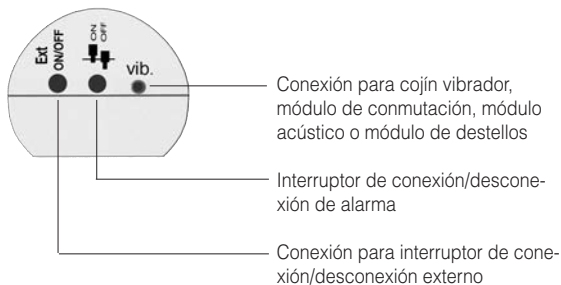 Ext
ON/OFF
ON
OFF
vib.
Conexión para cojín vibrador,
módulo de conmutación, módulo
acústico o módulo de destellos
Interruptor de conexión/descone-
xión de alarma
Conexión para interruptor de cone-
xión/desconexión externo